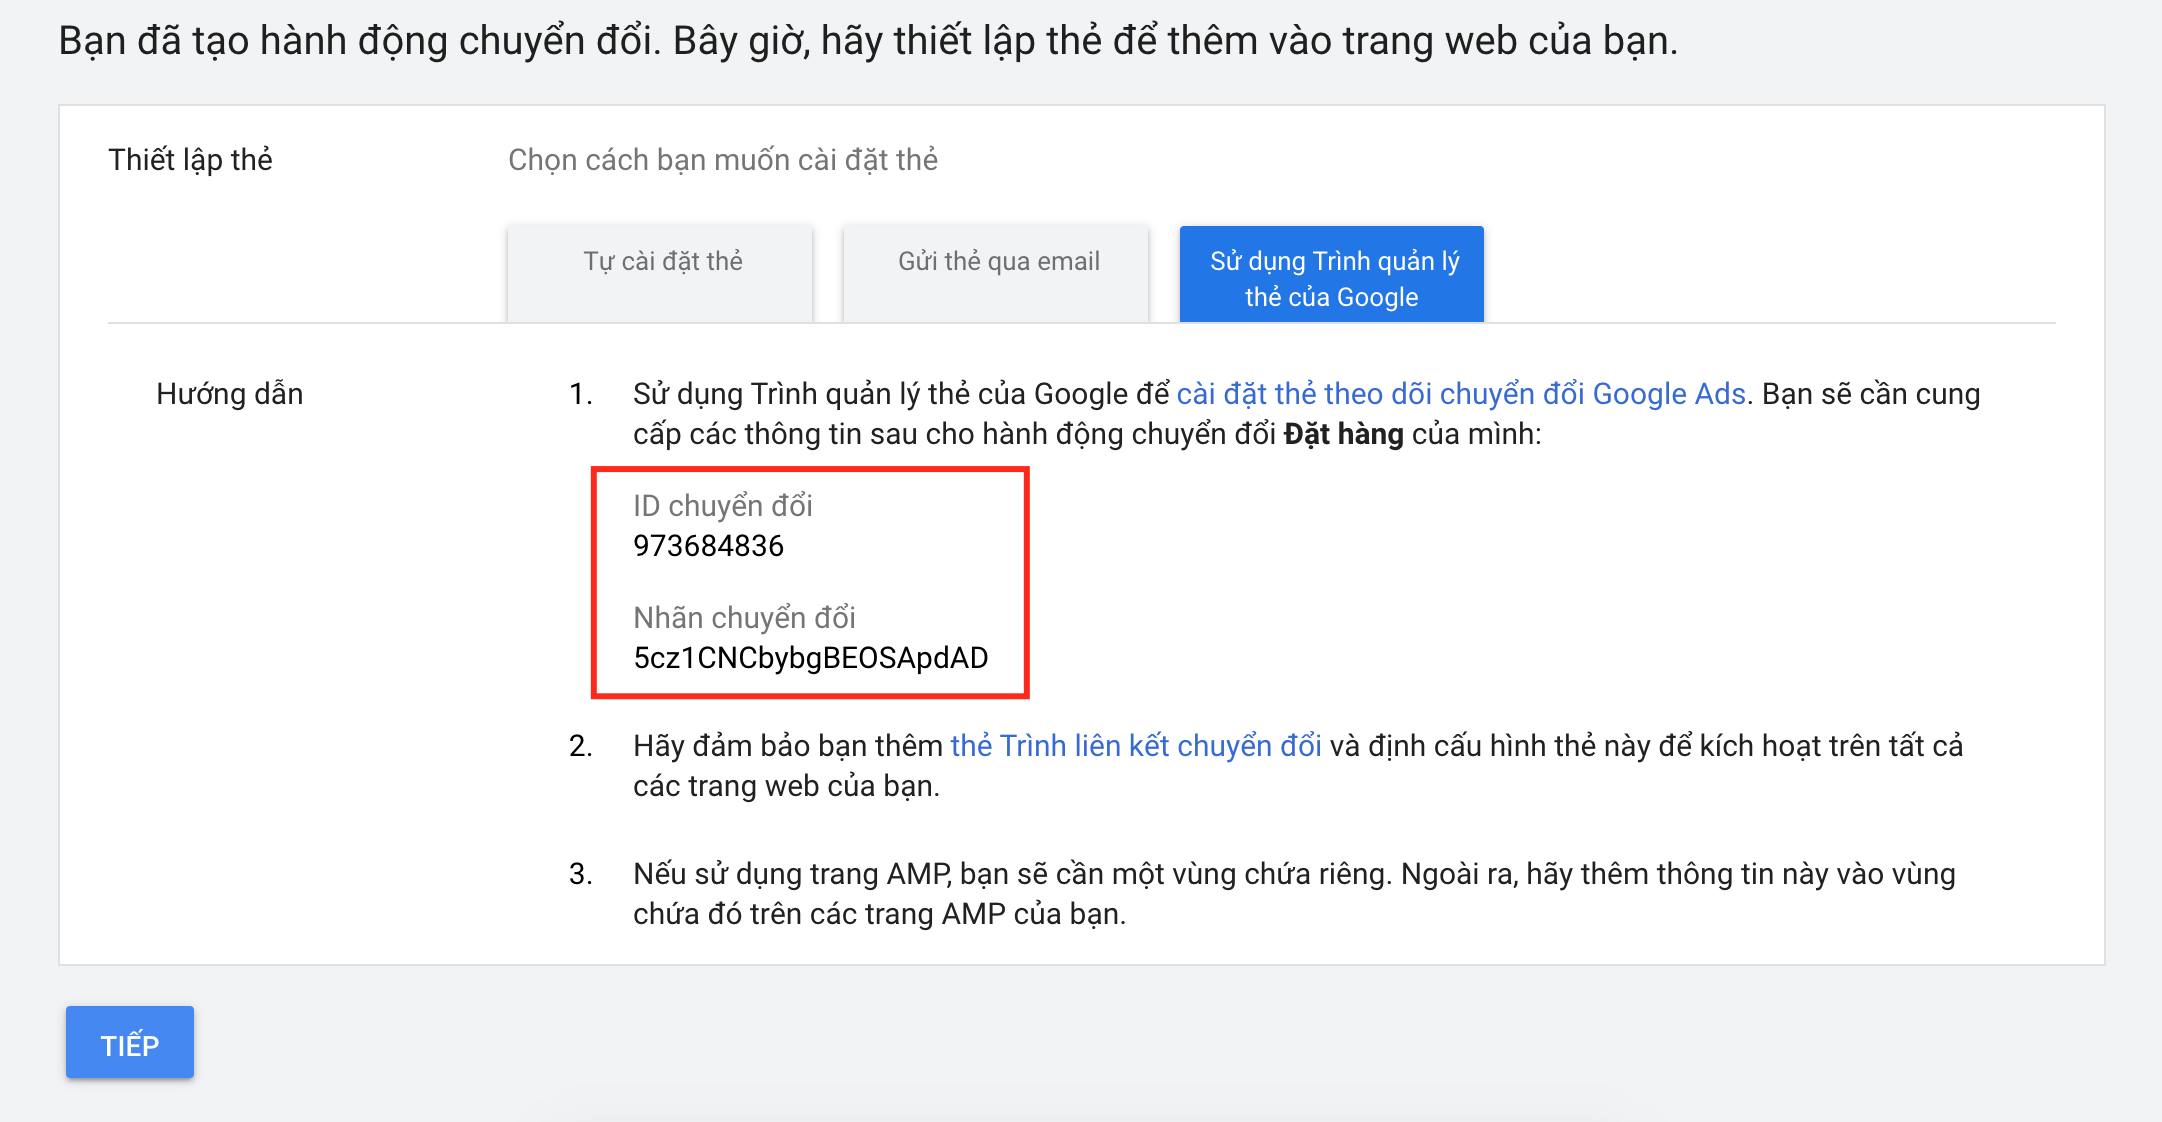 Bạn đã tạo hành động chuyển đổi. Bây giờ, hãy thiết lập thẻ để thêm vào trang web của bạn.
Thiết lập thẻ
Chọn cách bạn muốn cài đặt thẻ
Tự cài đặt thẻ
Gửi thẻ qua email
Sử dụng Trình quản lý
thẻ của Google
Hướng dẫn
1. Sử dụng Trình quản lý thẻ của Google để cài đặt thẻ theo dõi chuyển đổi Google Ads. Bạn sẽ cần cung
cấp các thông tin sau cho hành động chuyển đổi Đặt hàng của mình:
ID chuyển đổi
973684836
Nhãn chuyển đổi
5cz1CNCbybgBEOSApdAD
2. Hãy đảm bảo bạn thêm thẻ Trình liên kết chuyển đổi và định cấu hình thẻ này để kích hoạt trên tất cả
các trang web của bạn.
3. Nếu sử dụng trang AMP, bạn sẽ cần một vùng chứa riêng. Ngoài ra, hãy thêm thông tin này vào vùng
chứa đó trên các trang AMP của bạn.
TIẾP